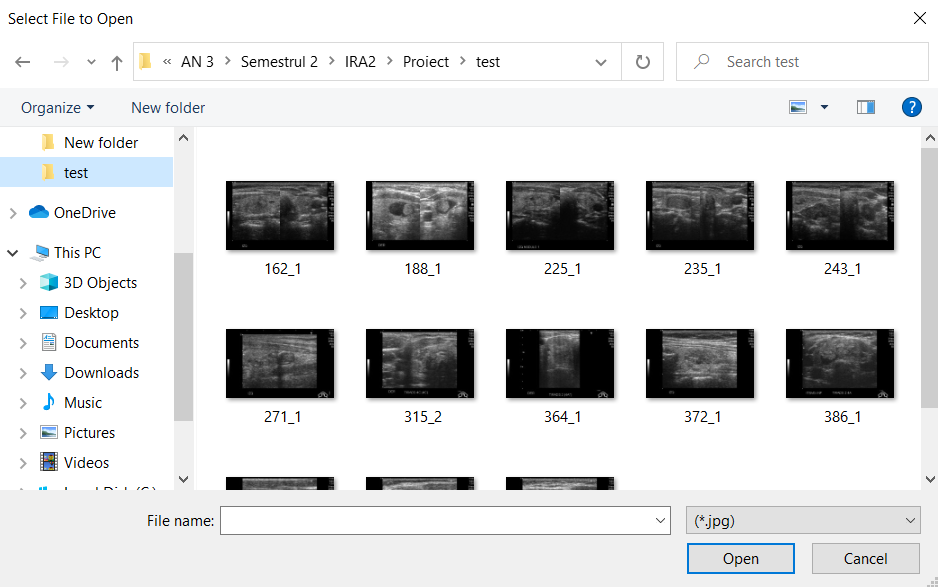 Select File to Open
« AN 3 > Semestrul 2 > IRA2 > Proiect > test
Search test
Organize
New folder
?
New folder
test
OneDrive
This PC
3D Objects
Desktop
Documents
Downloads
Music
Pictures
Videos
Local Disk (C:)
162_1 188_1 225_1 235_1 243_1
271_1 315_2 364_1 372_1 386_1
File name:
(*.jpg)
Open Cancel